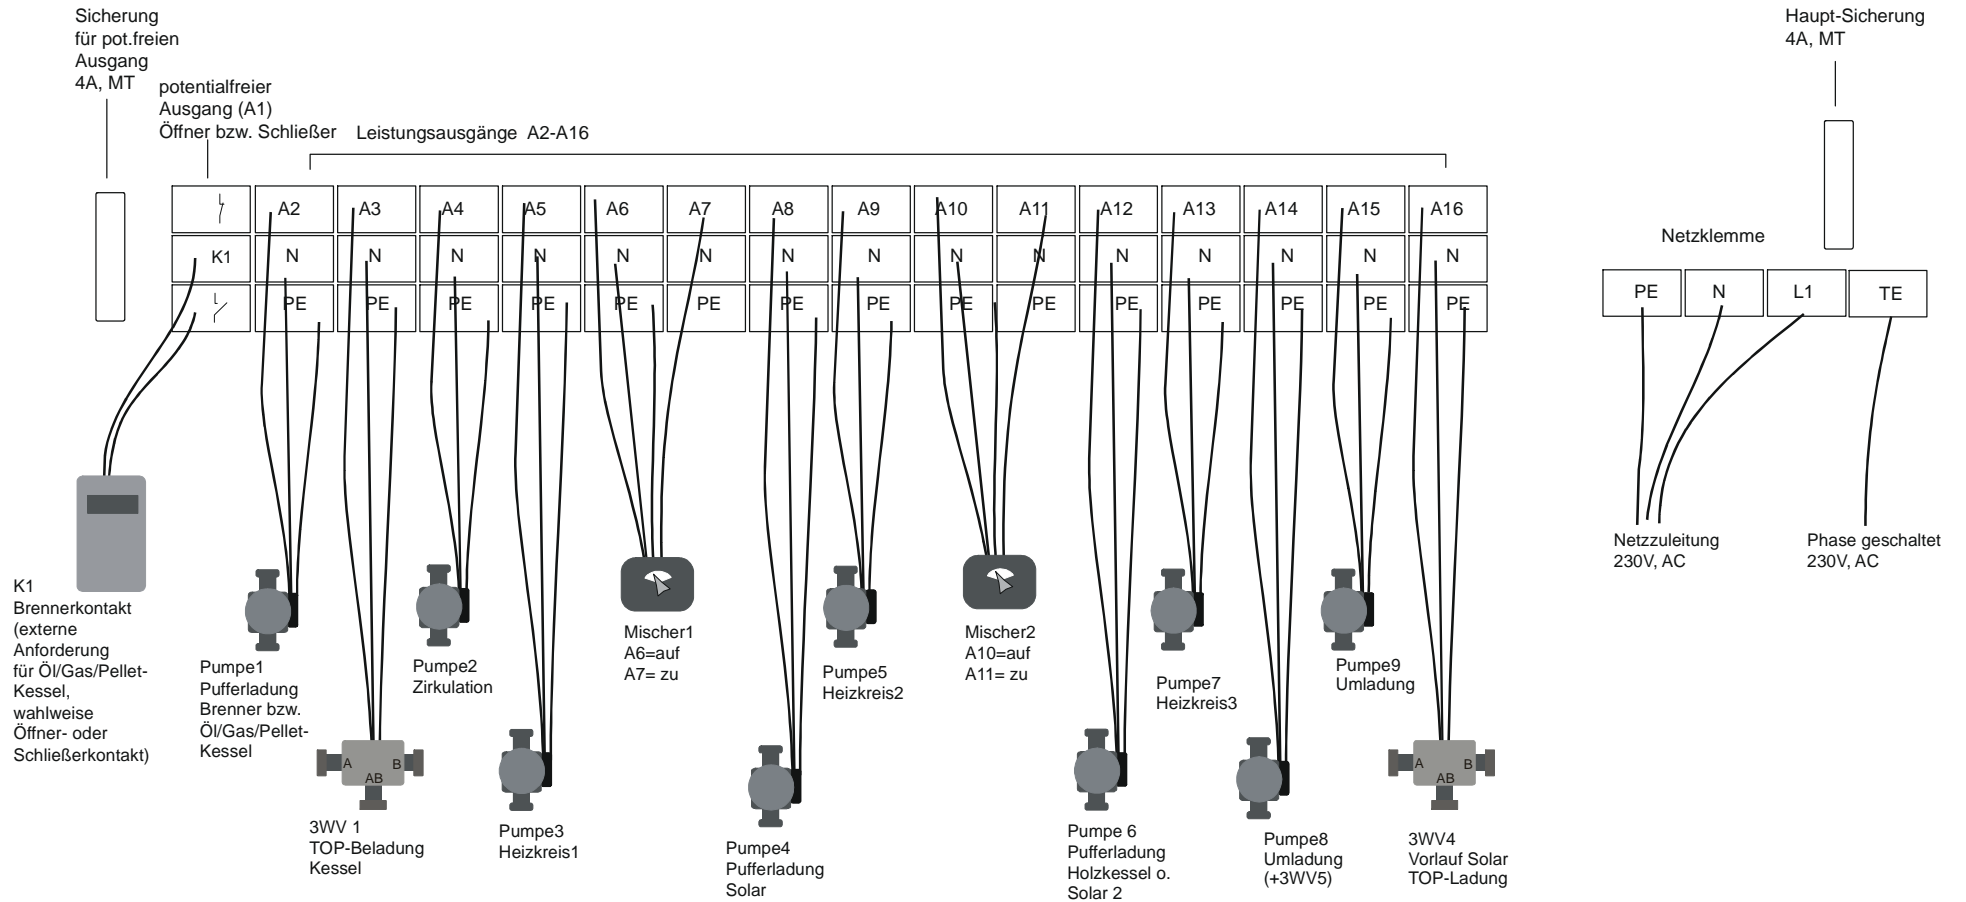 Sicherung
für pot.freien
Ausgang
4A, MT
potentialfreier
Ausgang (A1)
Öffner bzw. Schließer
Leistungsausgänge A2-A16
Haupt-Sicherung
4A, MT
A2 A3 A4 A5 A6 A7 A8 A9 A10 A11 A12 A13 A14 A15 A16
K1 N N N N N N N N N N N N N N N
PE PE PE PE PE PE PE PE PE PE PE PE PE PE PE
Netzklemme
PE N L1 TE
Netzzuleitung
230V, AC
Phase geschaltet
230V, AC
K1
Brennerkontakt
(externe
Anforderung
für Öl/Gas/Pellet-
Kessel,
wahlweise
Öffner- oder
Schließerkontakt)
Pumpe1
Pufferladung
Brenner bzw.
Öl/Gas/Pellet-
Kessel
A B
AB
3WV 1
TOP-Beladung
Kessel
Pumpe2
Zirkulation
Pumpe3
Heizkreis1
Mischer1
A6=auf
A7= zu
Pumpe4
Pufferladung
Solar
Pumpe5
Heizkreis2
Mischer2
A10=auf
A11= zu
Pumpe 6
Pufferladung
Holzkessel o.
Solar 2
Pumpe7
Heizkreis3
Pumpe8
Umladung
(+3WV5)
Pumpe9
Umladung
A B
AB
3WV4
Vorlauf Solar
TOP-Ladung